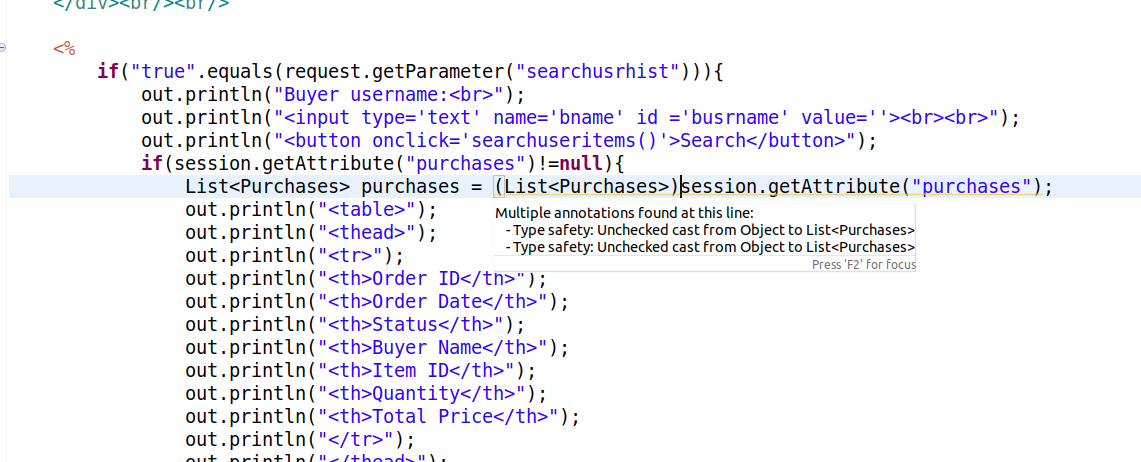 </div><br/><br/>
<%
if("true".equals(request.getParameter("searchusrhist"))){
out.println("Buyer username:<br>");
out.println("<input type='text' name='bname' id ='busrname' value=''><br><br>");
out.println("<button onclick='searchuseritems()'>Search</button>");
if(session.getAttribute("purchases")!=null){
List<Purchases> purchases = (List<Purchases>)session.getAttribute("purchases");
out.println("<table>");
Multiple annotations found at this line:
- Type safety: Unchecked cast from Object to List<Purchases>
- Type safety: Unchecked cast from Object to List<Purchases>
Press 'F2' for focus
out.println("<thead>");
out.println("<tr>");
out.println("<th>Order ID</th>");
out.println("<th>Order Date</th>");
out.println("<th>Status</th>");
out.println("<th>Buyer Name</th>");
out.println("<th>Item ID</th>");
out.println("<th>Quantity</th>");
out.println("<th>Total Price</th>");
out.println("</tr>");
out.println("</thead>");